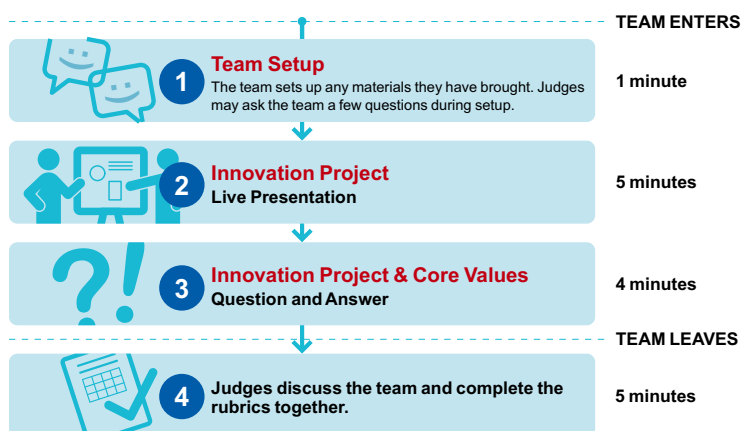 TEAM ENTERS
1
Team Setup
The team sets up any materials they have brought. Judges
may ask the team a few questions during setup.
1 minute
2
Innovation Project
Live Presentation
5 minutes
?!
3
Innovation Project & Core Values
Question and Answer
4 minutes
TEAM LEAVES
4
Judges discuss the team and complete the
rubrics together.
5 minutes